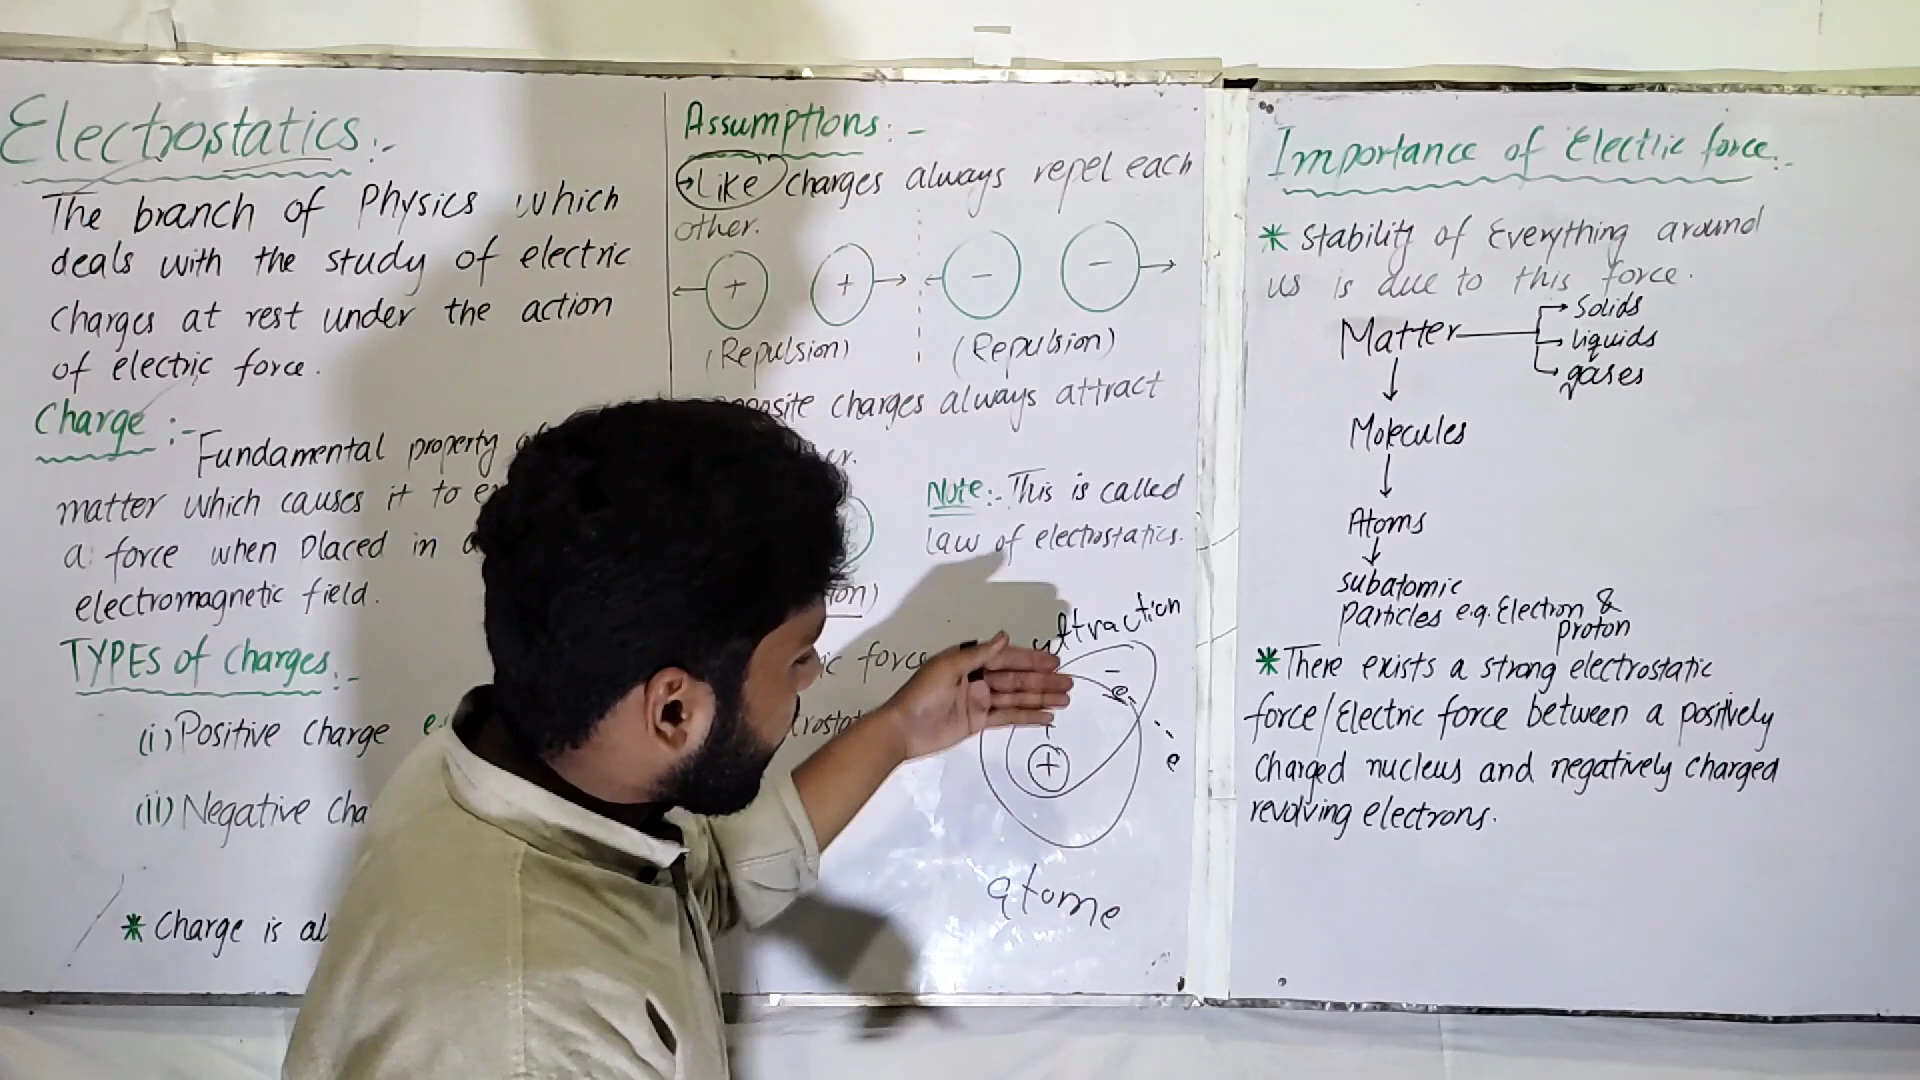 Electrostatics:-
The branch of Physics which
deals with the study of electric
charges at rest under the action
of electric force.
Charge:-
Fundamental property
matter which causes it to
a force when placed in
electromagnetic field.
TYPES of charges:-
(i) Positive charge
(ii) Negative
* Charge is
Assumptions:-
→Like charges always repel each
other.
+ + - -
(Repulsion) (Repulsion)
charges always attract
Note:- This is called
law of electrostatics.
force
attraction
-
e
+
e
atome
Importance of Electric force:-
* Stability of Everything around
us is due to this force.
Solids
Matter
liquids
gases
Molecules
Atoms
subatomic
Particles e.g. Electron &
proton
* There exists a strong electrostatic
force/Electric force between a positively
charged nucleus and negatively charged
revolving electrons.